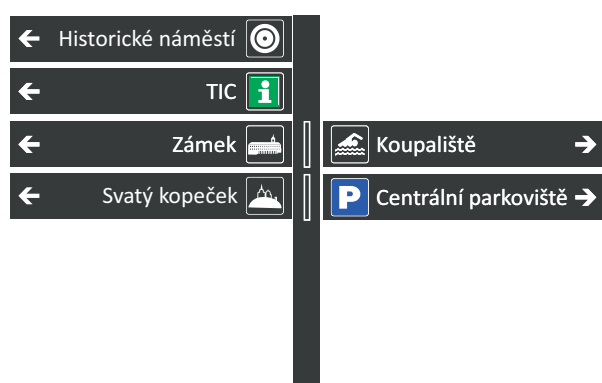 Historické náměstí
TIC
i
Zámek
Svatý kopeček
Koupaliště
P Centrální parkoviště